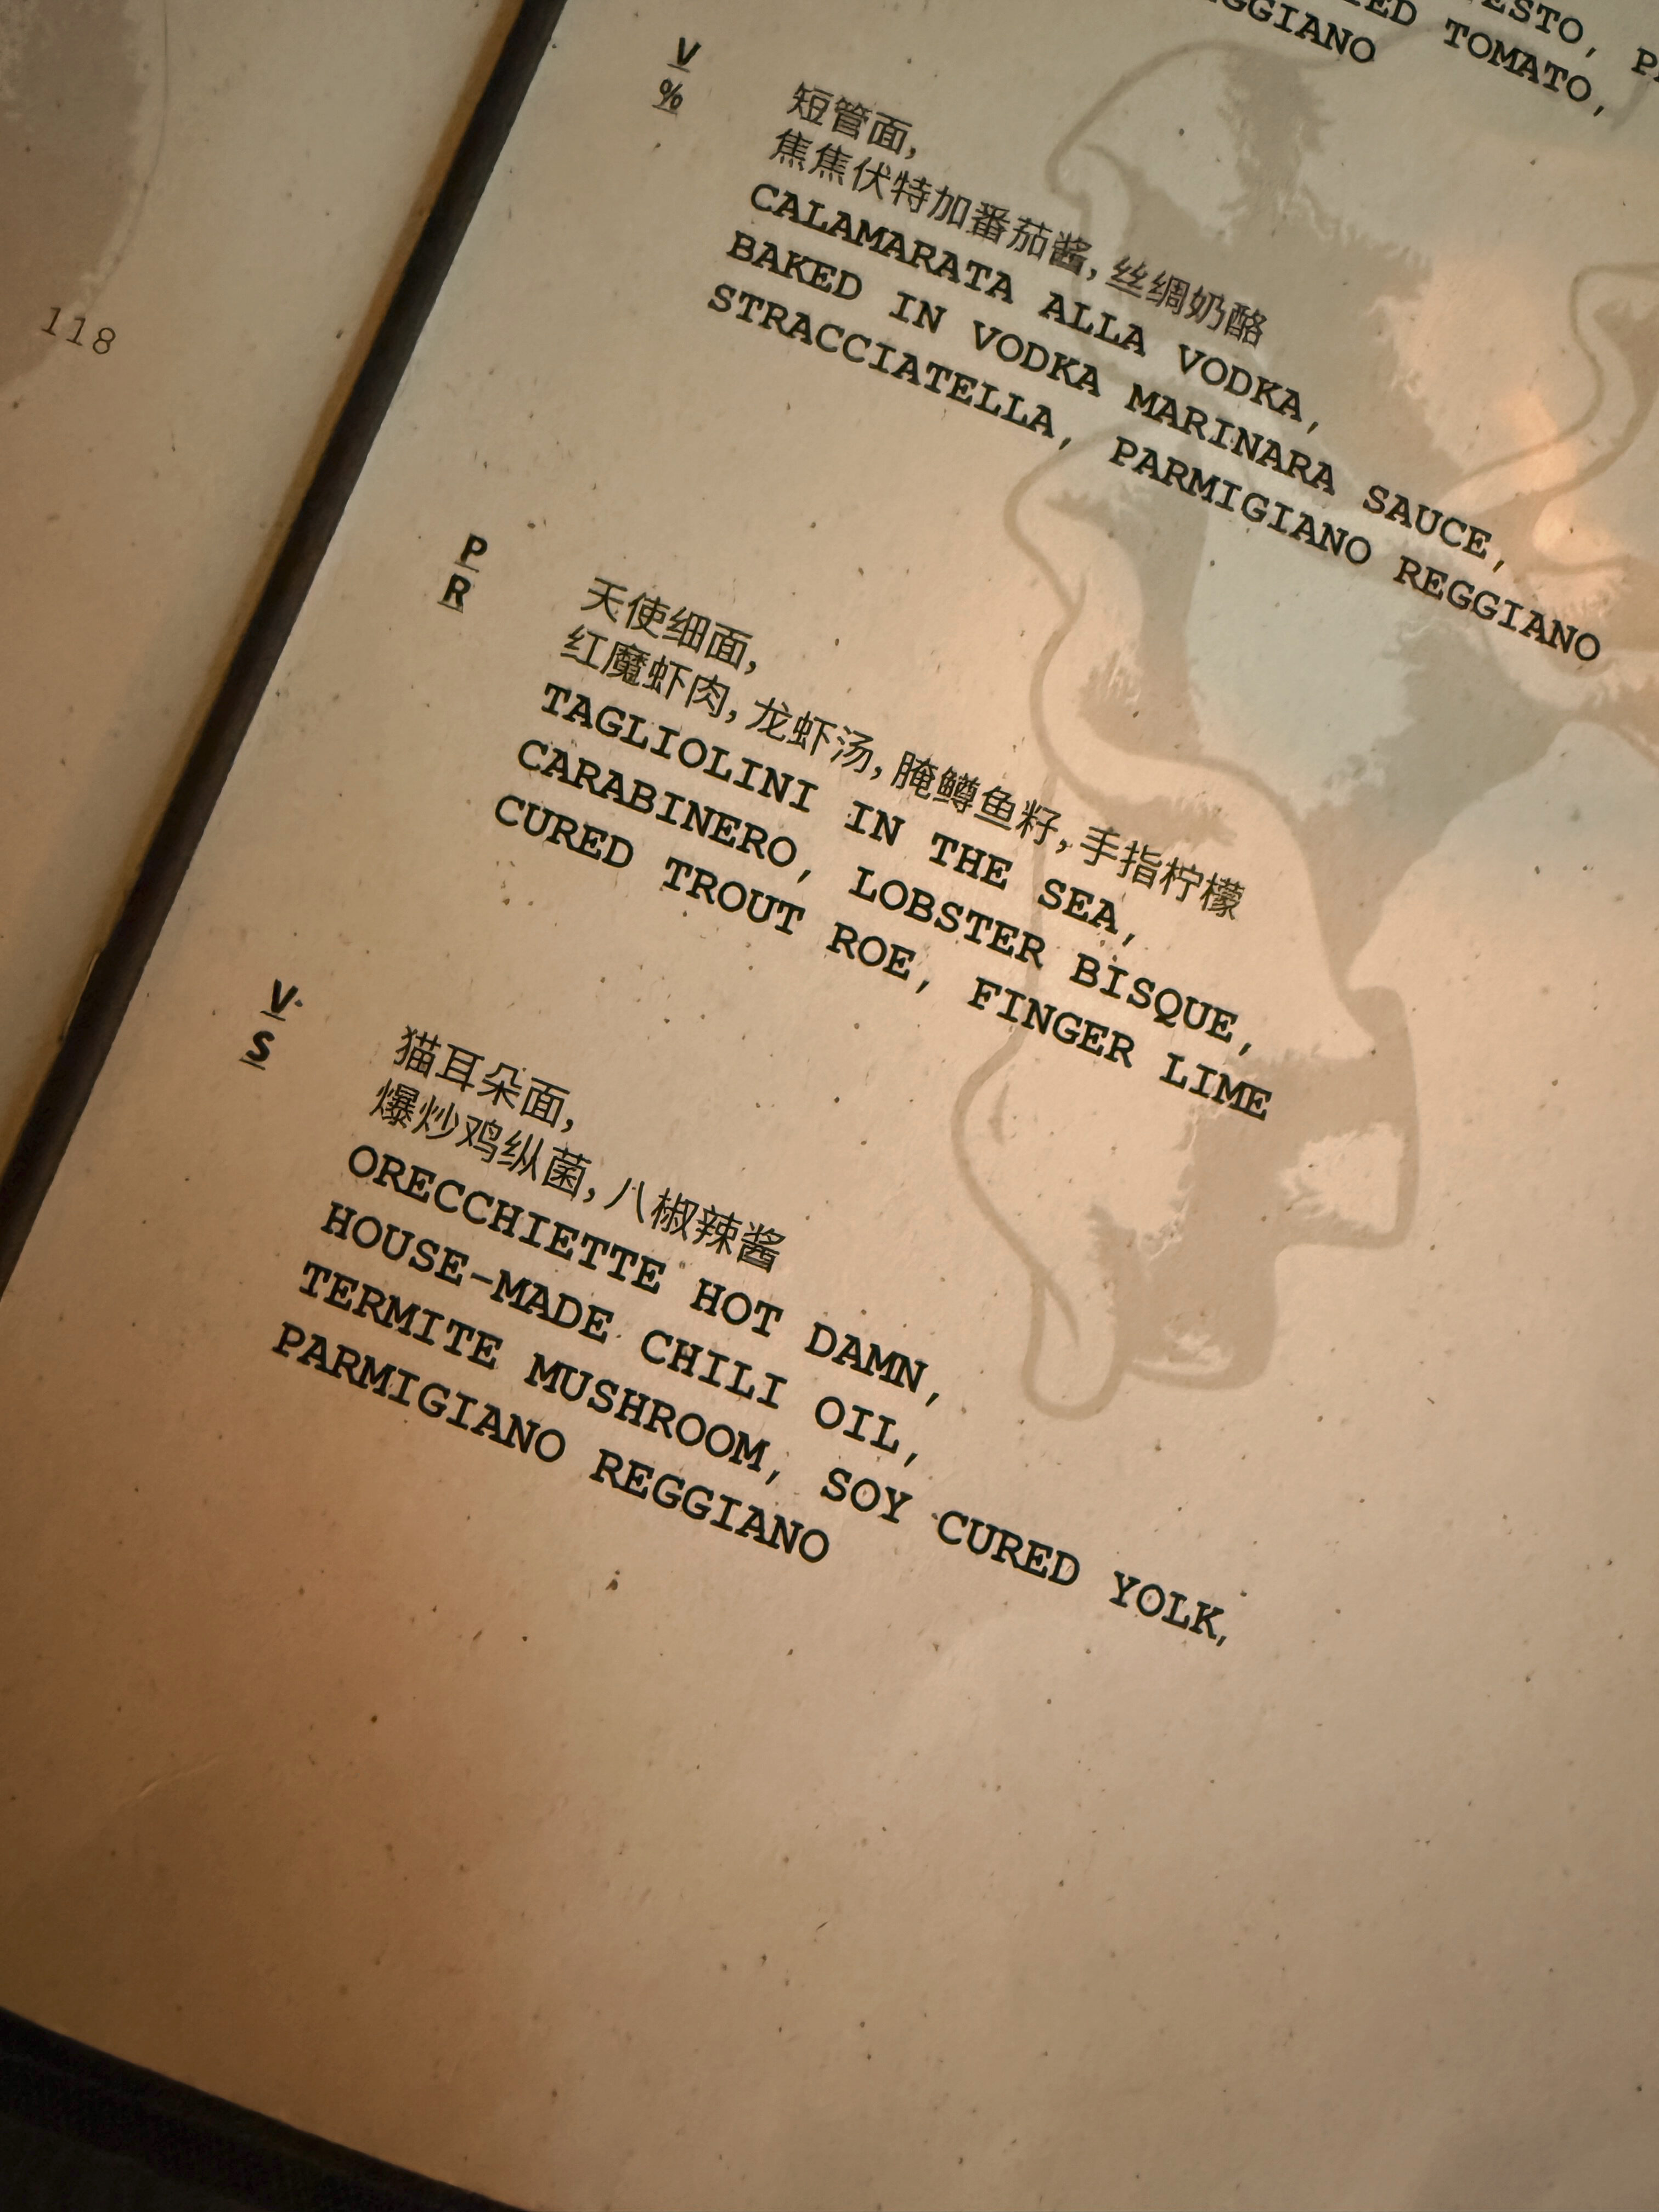 TOMATO,
V
%
短管面,
焦焦伏特加番茄酱, 丝绸奶酪
CALAMARATA ALLA VODKA,
BAKED IN VODKA MARINARA SAUCE,
STRACCIATELLA, PARMIGIANO REGGIANO
118
P
R
天使细面,
红魔虾肉, 龙虾汤, 腌鳟鱼籽, 手指柠檬
TAGLIOLINI IN THE SEA,
CARABINERO, LOBSTER BISQUE,
CURED TROUT ROE, FINGER LIME
V
S
猫耳朵面,
爆炒鸡纵菌, 八椒辣酱
ORECCHIETTE HOT DAMN,
HOUSE-MADE CHILI OIL,
TERMITE MUSHROOM, SOY CURED YOLK,
PARMIGIANO REGGIANO